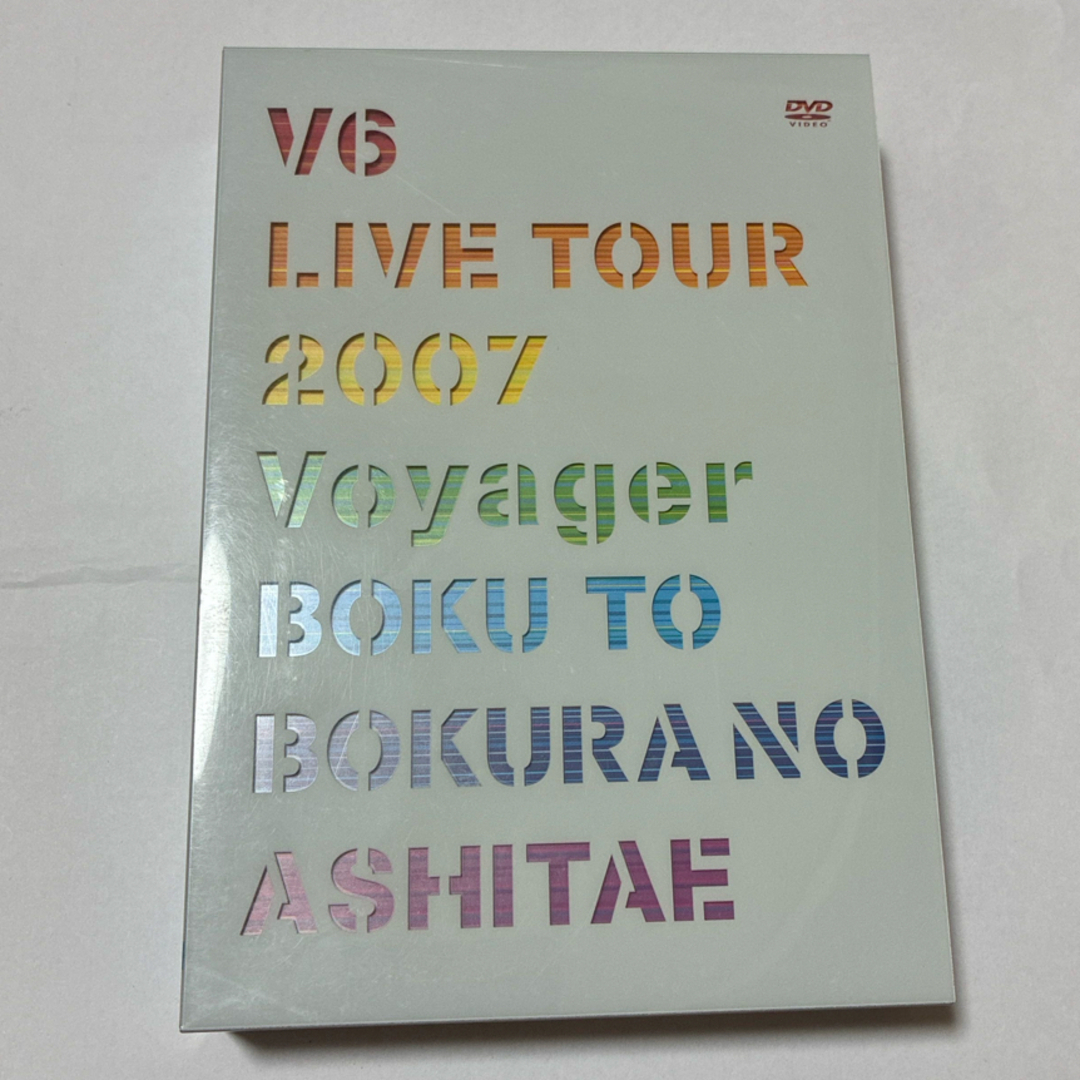 V6
DVD
VIDEO
LIVE TOUR
2007
Voyager
BOKU TO
BOKURA NO
ASHITAE